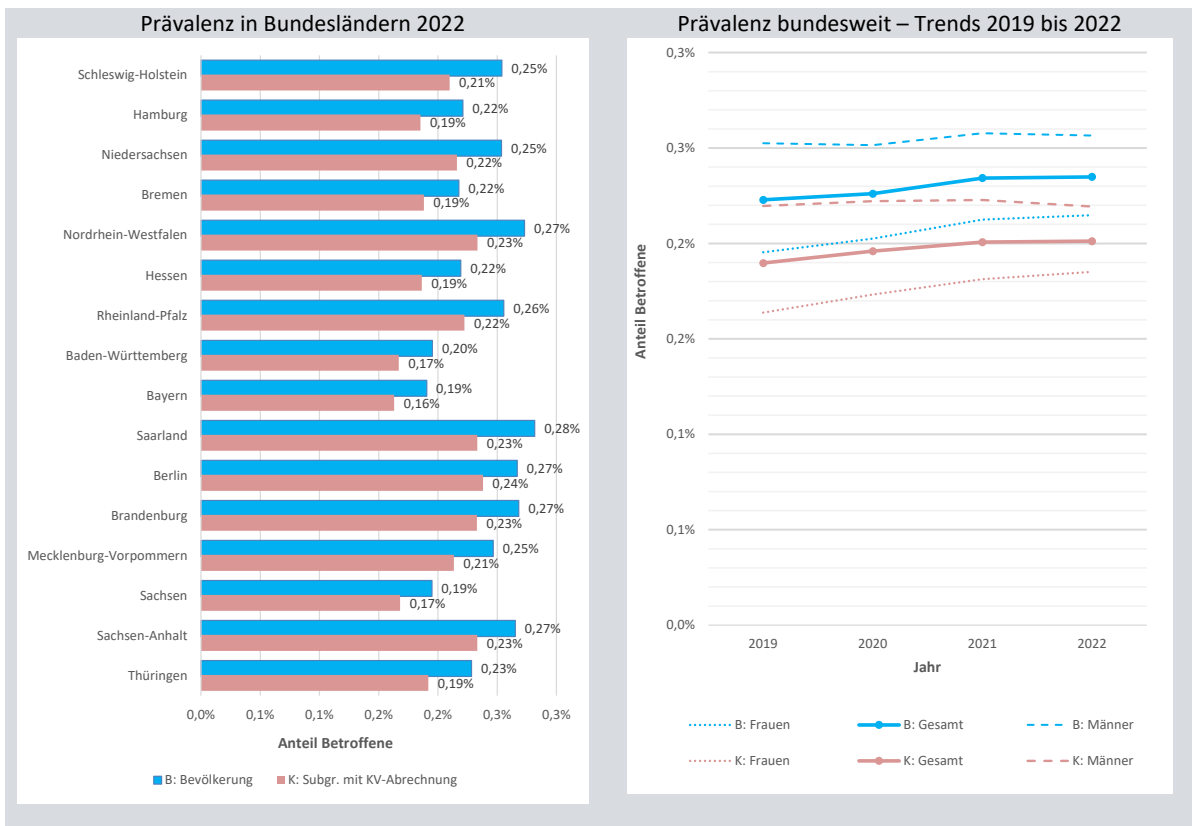 Prävalenz in Bundesländern 2022
Schleswig-Holstein
0,25%
0,21%
Hamburg
0,22%
0,19%
Niedersachsen
0,25%
0,22%
Bremen
0,22%
0,19%
Nordrhein-Westfalen
0,27%
0,23%
Hessen
0,22%
0,19%
Rheinland-Pfalz
0,26%
0,22%
Baden-Württemberg
0,20%
0,17%
Bayern
0,19%
0,16%
Saarland
0,28%
0,23%
Berlin
0,27%
0,24%
Brandenburg
0,27%
0,23%
Mecklenburg-Vorpommern
0,25%
0,21%
Sachsen
0,19%
0,17%
Sachsen-Anhalt
0,27%
0,23%
Thüringen
0,23%
0,19%
0,0% 0,1% 0,1% 0,2% 0,2% 0,3% 0,3%
Anteil Betroffene
B: Bevölkerung K: Subgr. mit KV-Abrechnung
Prävalenz bundesweit – Trends 2019 bis 2022
0,3%
0,3%
0,2%
0,2%
0,1%
0,1%
0,0%
Anteil Betroffene
2019 2020 2021 2022
Jahr
B: Frauen B: Gesamt B: Männer
K: Frauen K: Gesamt K: Männer